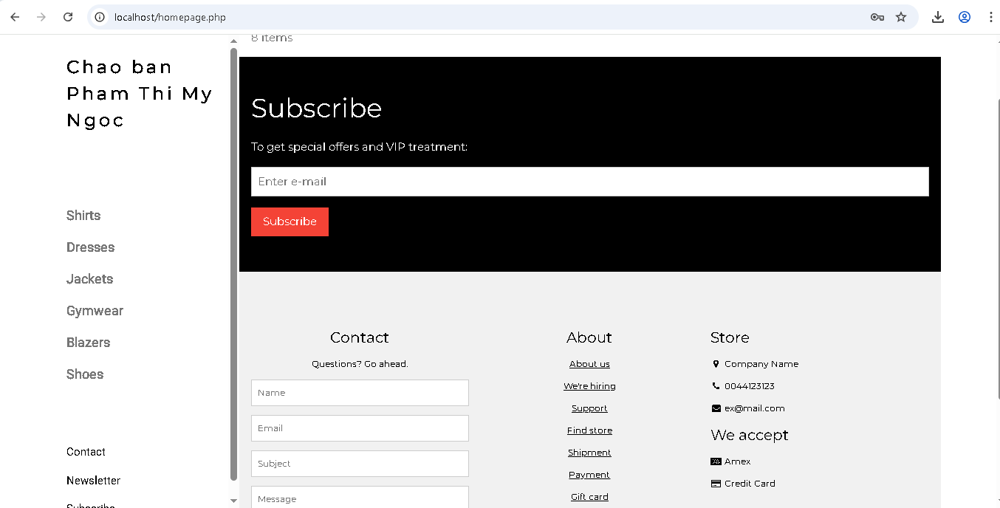 localhost/homepage.php
8 items
Chao ban
Pham Thi My
Ngoc
Shirts
Dresses
Jackets
Gymwear
Blazers
Shoes
Contact
Newsletter
Subscribe
Subscribe
To get special offers and VIP treatment:
Enter e-mail
Subscribe
Contact
Questions? Go ahead.
Name
Email
Subject
Message
About
About us
We're hiring
Support
Find store
Shipment
Payment
Gift card
Store
Company Name
0044123123
ex@mail.com
We accept
Amex
Credit Card